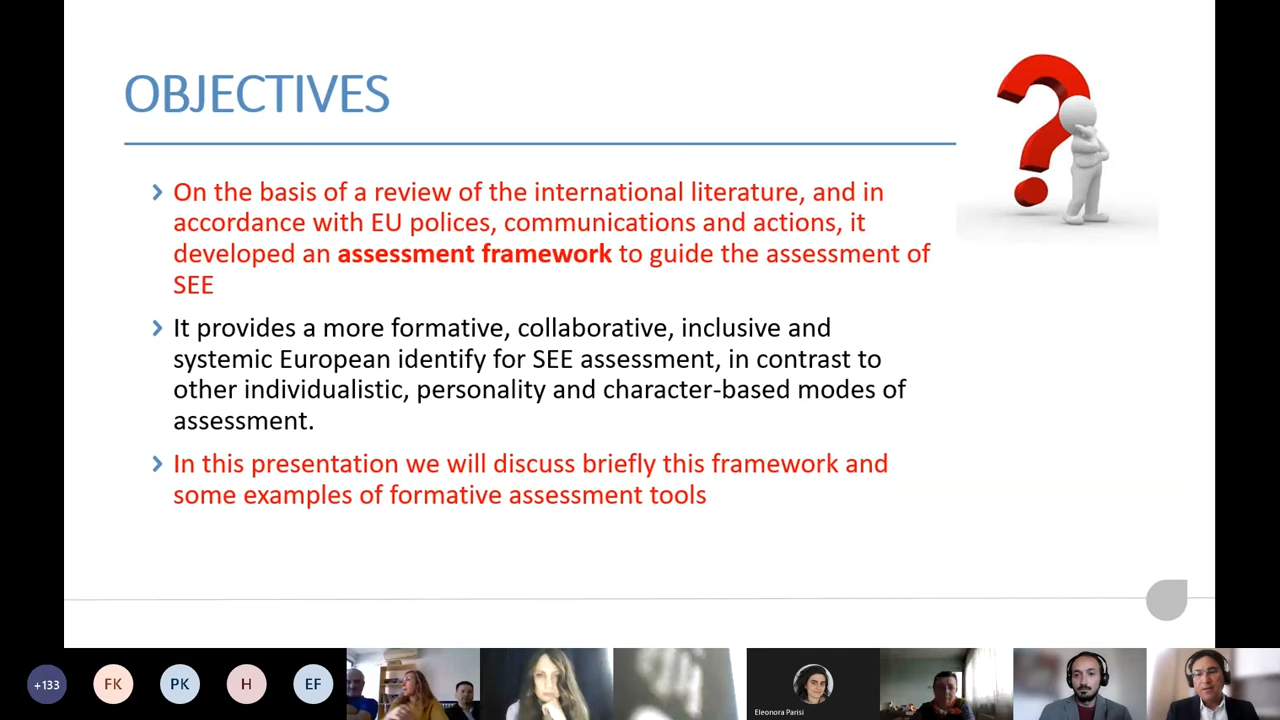 OBJECTIVES
On the basis of a review of the international literature, and in
accordance with EU polices, communications and actions, it
developed an assessment framework to guide the assessment of
SEE
It provides a more formative, collaborative, inclusive and
systemic European identify for SEE assessment, in contrast to
other individualistic, personality and character-based modes of
assessment.
In this presentation we will discuss briefly this framework and
some examples of formative assessment tools
+133
FK
PK
H
EF
Eleonora Parisi